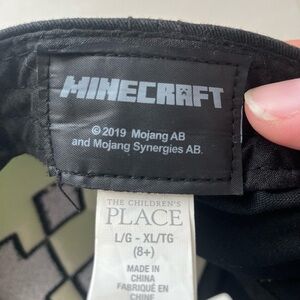 MINECRAFT
© 2019 Mojang AB
and Mojang Synergies AB.
THE CHILDREN'S
PLACE
L/G - XL/TG
(8+)
MADE IN
CHINA
FABRIQUÉ EN
CHINE